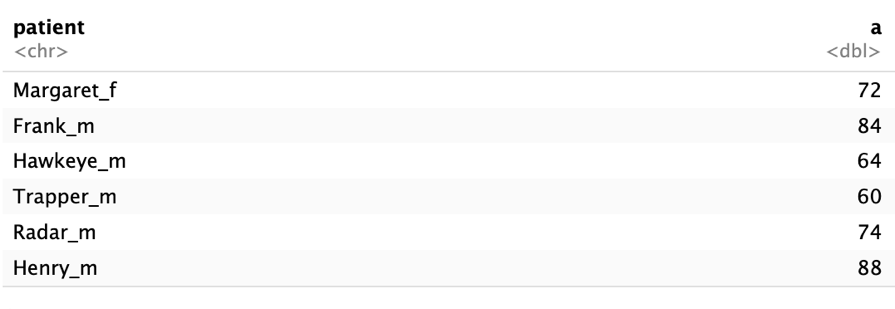 patient a
<chr> <dbl>
Margaret_f 72
Frank_m 84
Hawkeye_m 64
Trapper_m 60
Radar_m 74
Henry_m 88